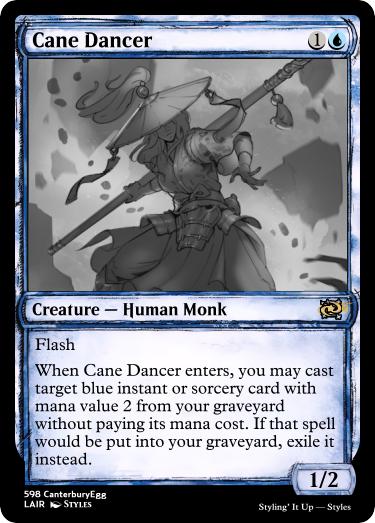 Cane Dancer 1
Creature — Human Monk
Flash
When Cane Dancer enters, you may cast
target blue instant or sorcery card with
mana value 2 from your graveyard
without paying its mana cost. If that spell
would be put into your graveyard, exile it
instead.
1/2
598 CanterburyEgg
LAIR STYLES
Styling' It Up — Styles